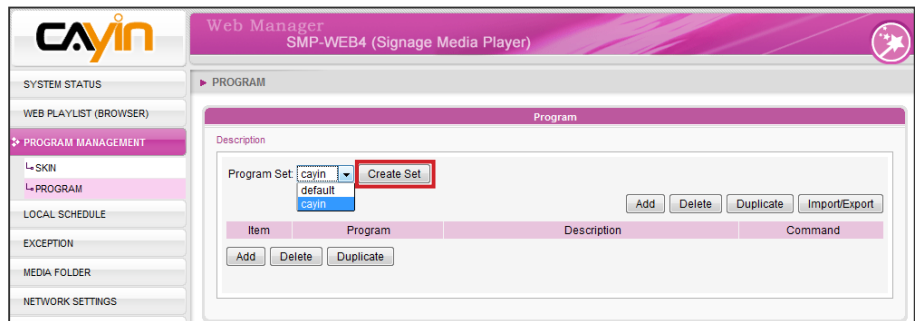 CAYIN
Web Manager
SMP-WEB4 (Signage Media Player)
SYSTEM STATUS
WEB PLAYLIST (BROWSER)
PROGRAM MANAGEMENT
SKIN
PROGRAM
LOCAL SCHEDULE
EXCEPTION
MEDIA FOLDER
NETWORK SETTINGS
PROGRAM
Program
Description
Program Set: cayin Create Set
default
cayin
Add Delete Duplicate Import/Export
Item Program Description Command
Add Delete Duplicate